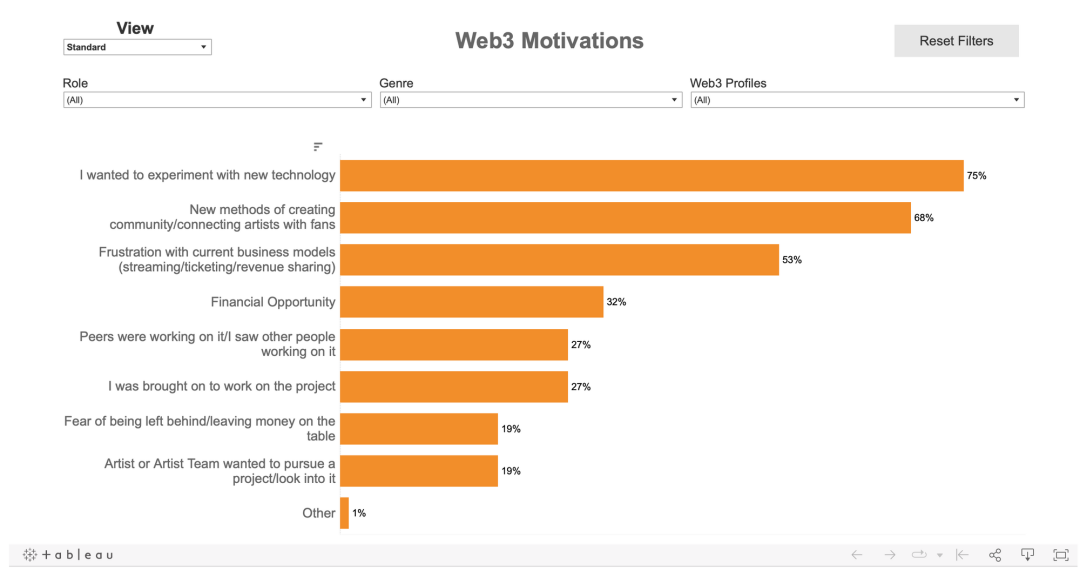 View
Standard
Web3 Motivations
Reset Filters
Role
Genre
Web3 Profiles
(All)
(All)
(All)
I wanted to experiment with new technology
75%
New methods of creating
community/connecting artists with fans
68%
Frustration with current business models
(streaming/ticketing/revenue sharing)
53%
Financial Opportunity
32%
Peers were working on it/I saw other people
working on it
27%
I was brought on to work on the project
27%
Fear of being left behind/leaving money on the
table
19%
Artist or Artist Team wanted to pursue a
project/look into it
19%
Other
1%
+ a b l e a u